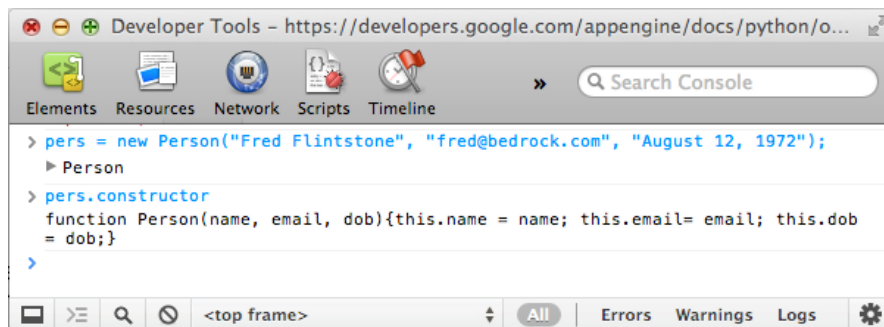 Developer Tools – https://developers.google.com/appengine/docs/python/o...
Elements Resources Network Scripts Timeline » Search Console
> pers = new Person("Fred Flintstone", "fred@bedrock.com", "August 12, 1972");
▶ Person
> pers.constructor
function Person(name, email, dob){this.name = name; this.email= email; this.dob
= dob;}
>
<top frame> All Errors Warnings Logs